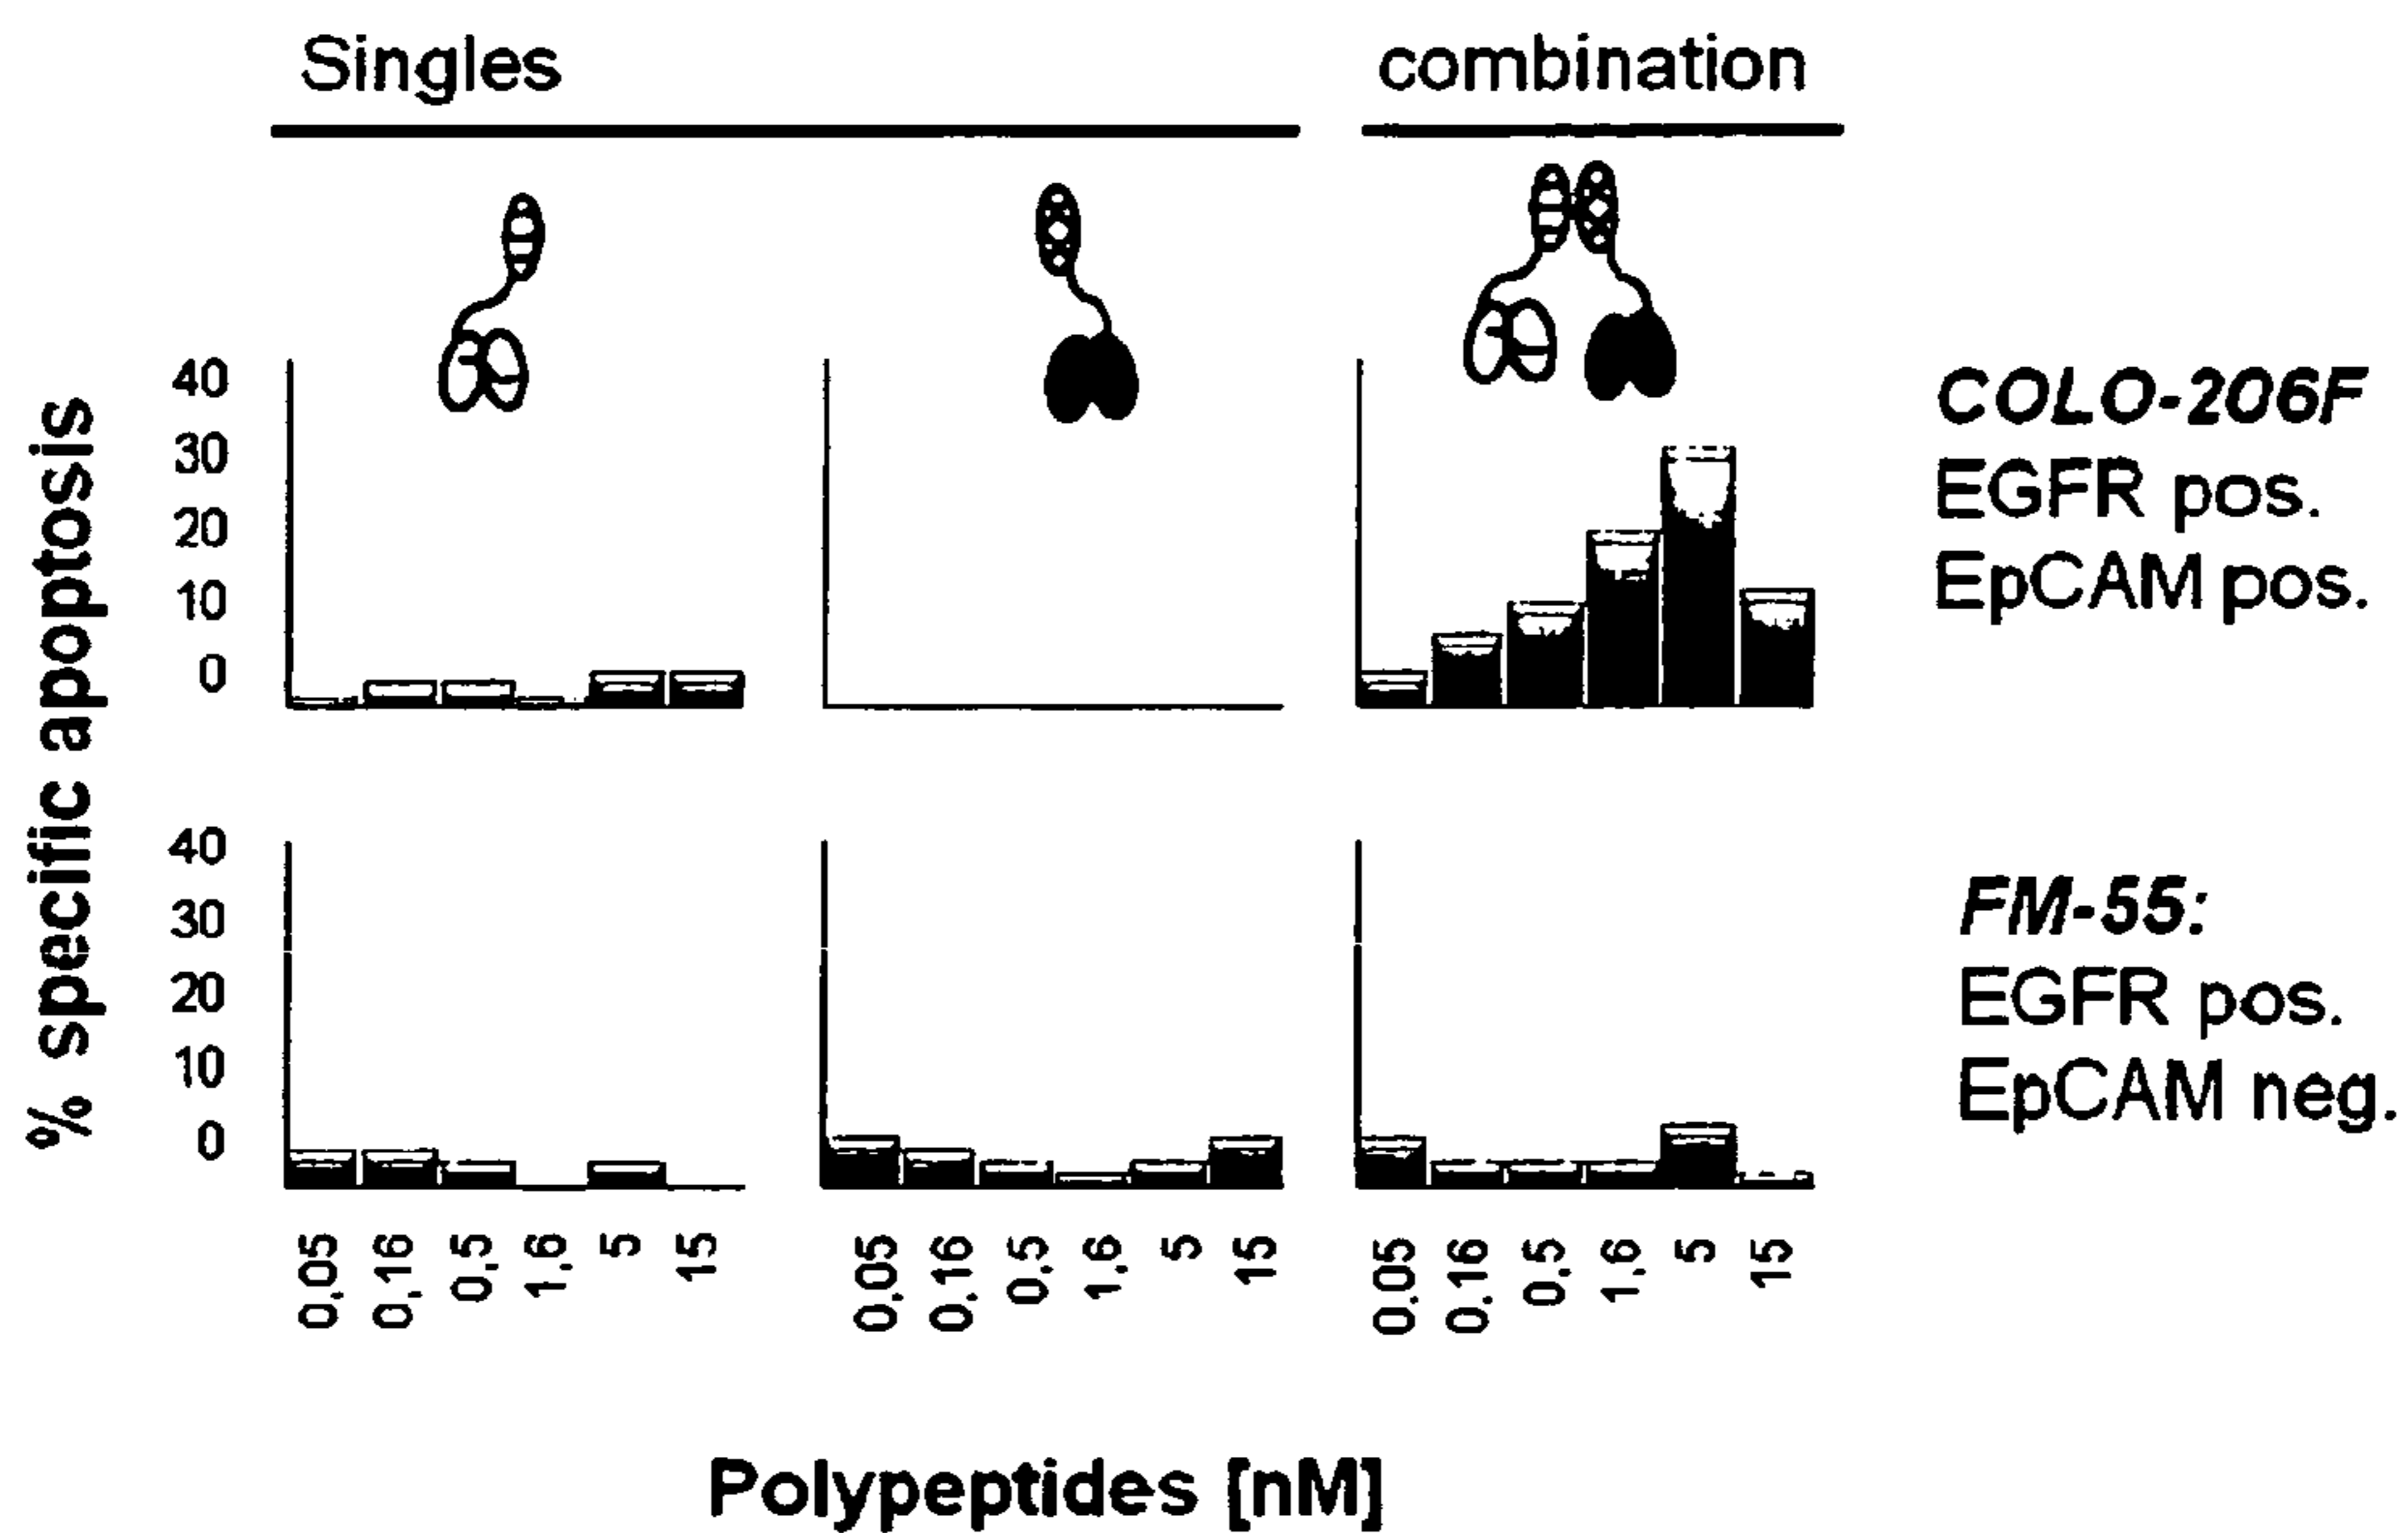 Singles
combination
% specific apoptosis
40
30
20
10
0
COLO-206F
EGFR pos.
EpCAM pos.
40
30
20
10
0
FM-55:
EGFR pos.
EpCAM neg.
0,05
0,16
0,5
1,6
5
15
0,05
0,16
0,5
1,6
5
15
0,05
0,16
0,5
1,6
5
15
Polypeptides [nM]